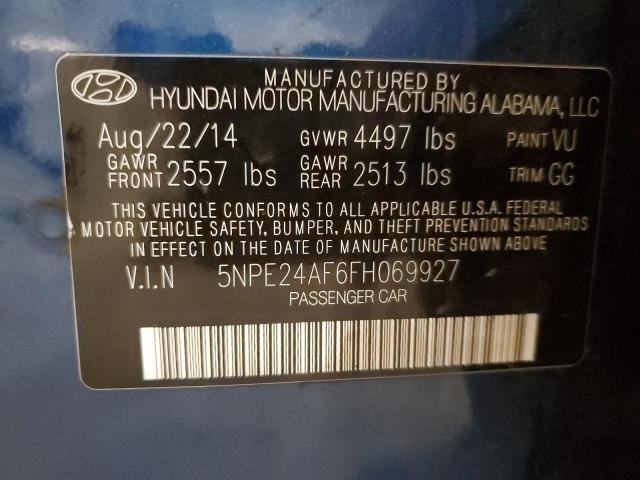 MANUFACTURED BY
HYUNDAI MOTOR MANUFACTURING ALABAMA, LLC
Aug/22/14 GVWR 4497 lbs PAINT VU
GAWR FRONT 2557 lbs GAWR REAR 2513 lbs TRIM GG
THIS VEHICLE CONFORMS TO ALL APPLICABLE U.S.A. FEDERAL
MOTOR VEHICLE SAFETY, BUMPER, AND THEFT PREVENTION STANDARDS
IN EFFECT ON THE DATE OF MANUFACTURE SHOWN ABOVE.
V.I.N 5NPE24AF6FH069927
PASSENGER CAR